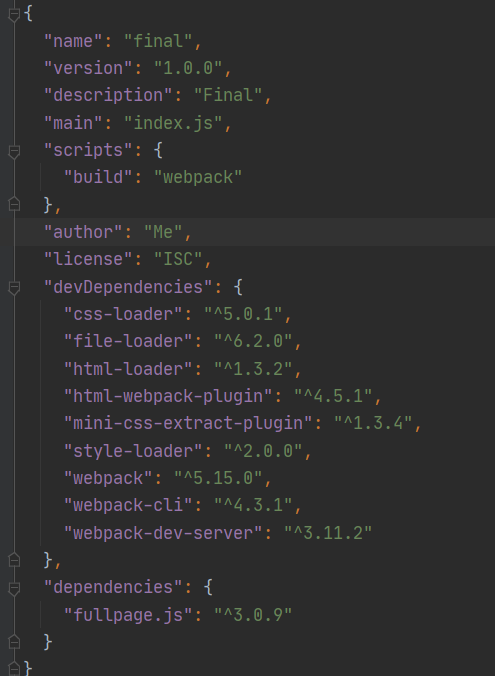 {
  "name": "final",
  "version": "1.0.0",
  "description": "Final",
  "main": "index.js",
  "scripts": {
    "build": "webpack"
  },
  "author": "Me",
  "license": "ISC",
  "devDependencies": {
    "css-loader": "^5.0.1",
    "file-loader": "^6.2.0",
    "html-loader": "^1.3.2",
    "html-webpack-plugin": "^4.5.1",
    "mini-css-extract-plugin": "^1.3.4",
    "style-loader": "^2.0.0",
    "webpack": "^5.15.0",
    "webpack-cli": "^4.3.1",
    "webpack-dev-server": "^3.11.2"
  },
  "dependencies": {
    "fullpage.js": "^3.0.9"
  }
}